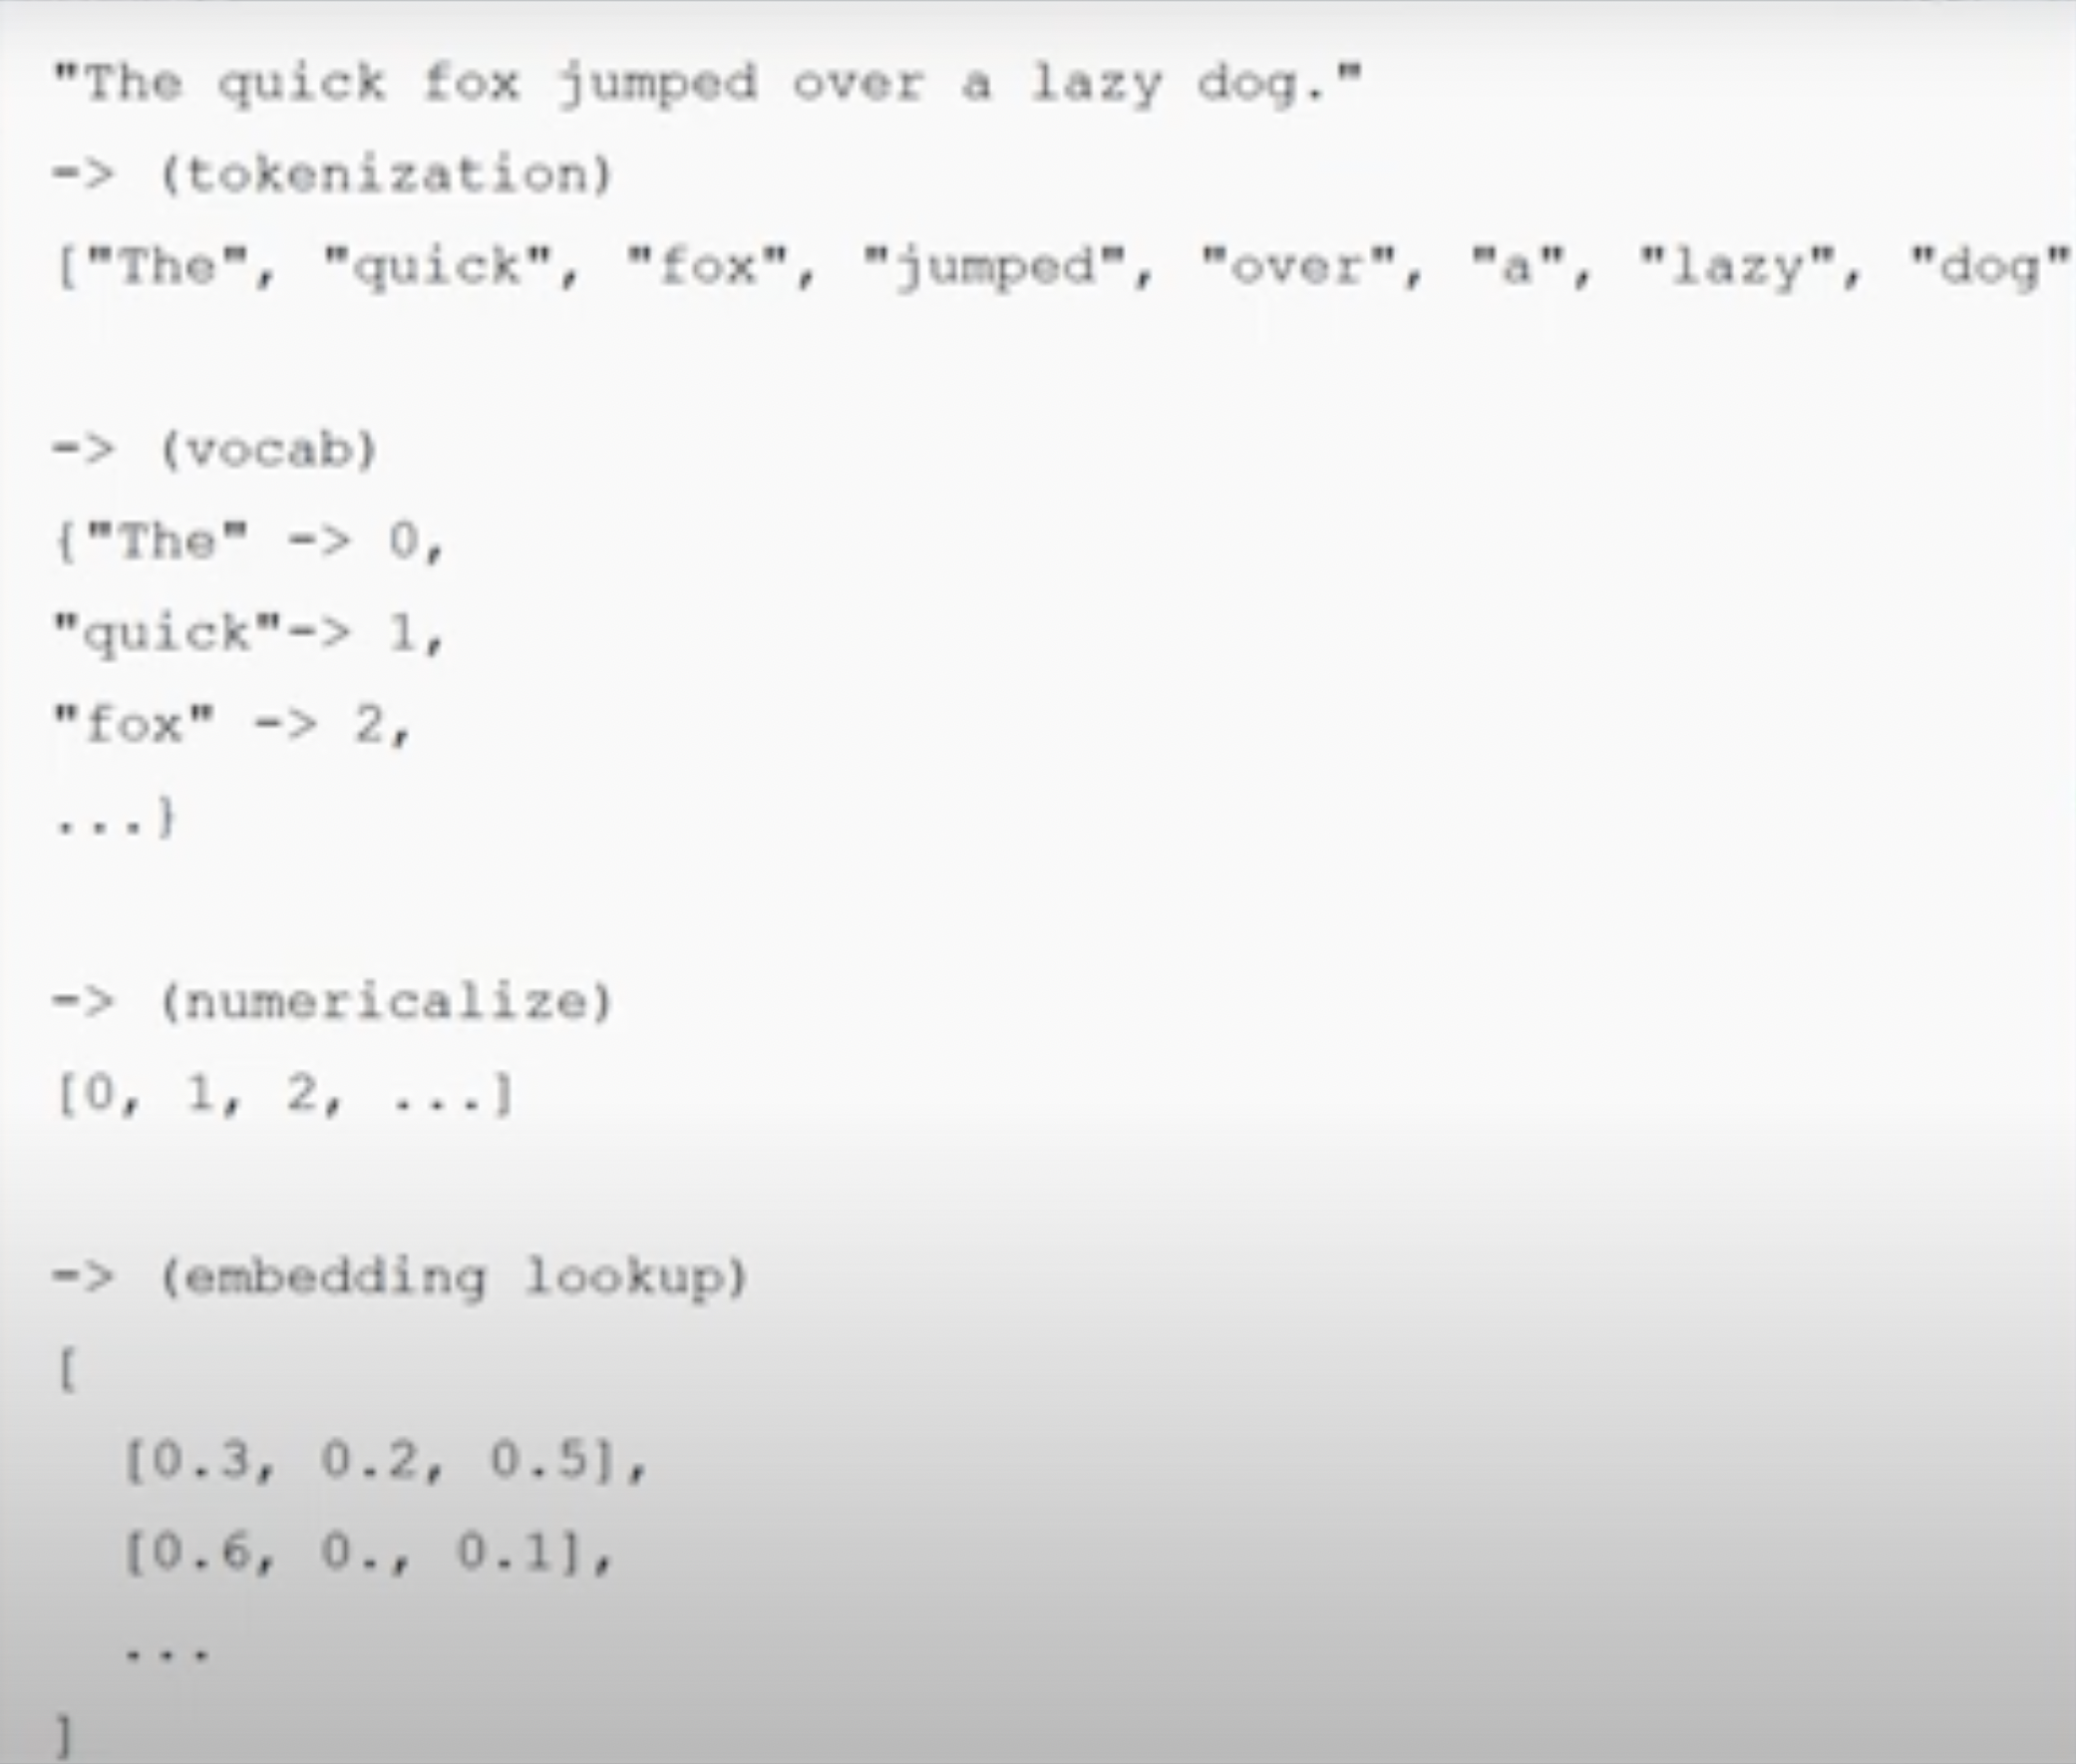 "The quick fox jumped over a lazy dog."
-> (tokenization)
["The", "quick", "fox", "jumped", "over", "a", "lazy", "dog"
-> (vocab)
{"The" -> 0,
"quick"-> 1,
"fox" -> 2,
...}
-> (numericalize)
[0, 1, 2, ...]
-> (embedding lookup)
[
[0.3, 0.2, 0.5],
[0.6, 0., 0.1],
...
]